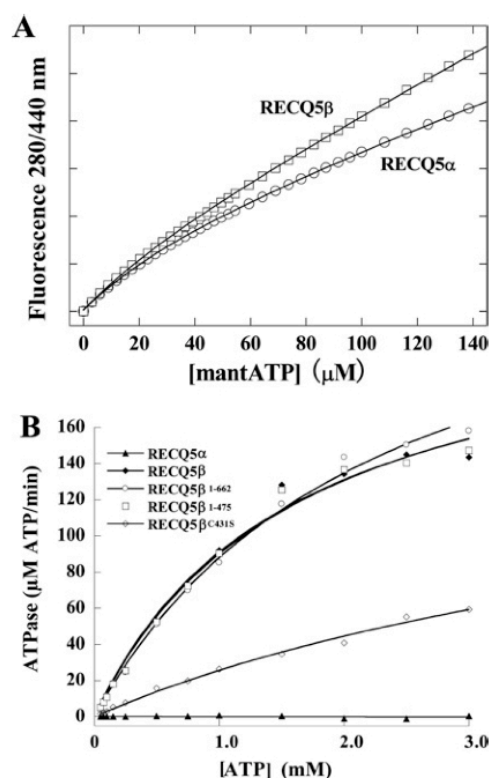 A
Fluorescence 280/440 nm
RECQ5β
RECQ5α
0 20 40 60 80 100 120 140
[mantATP] (μM)
B
ATPase (μM ATP/min)
160
140
120
100
80
60
40
20
0
RECQ5α
RECQ5β
RECQ5β1-662
RECQ5β1-475
RECQ5βC431S
0 1.0 2.0 3.0
[ATP] (mM)